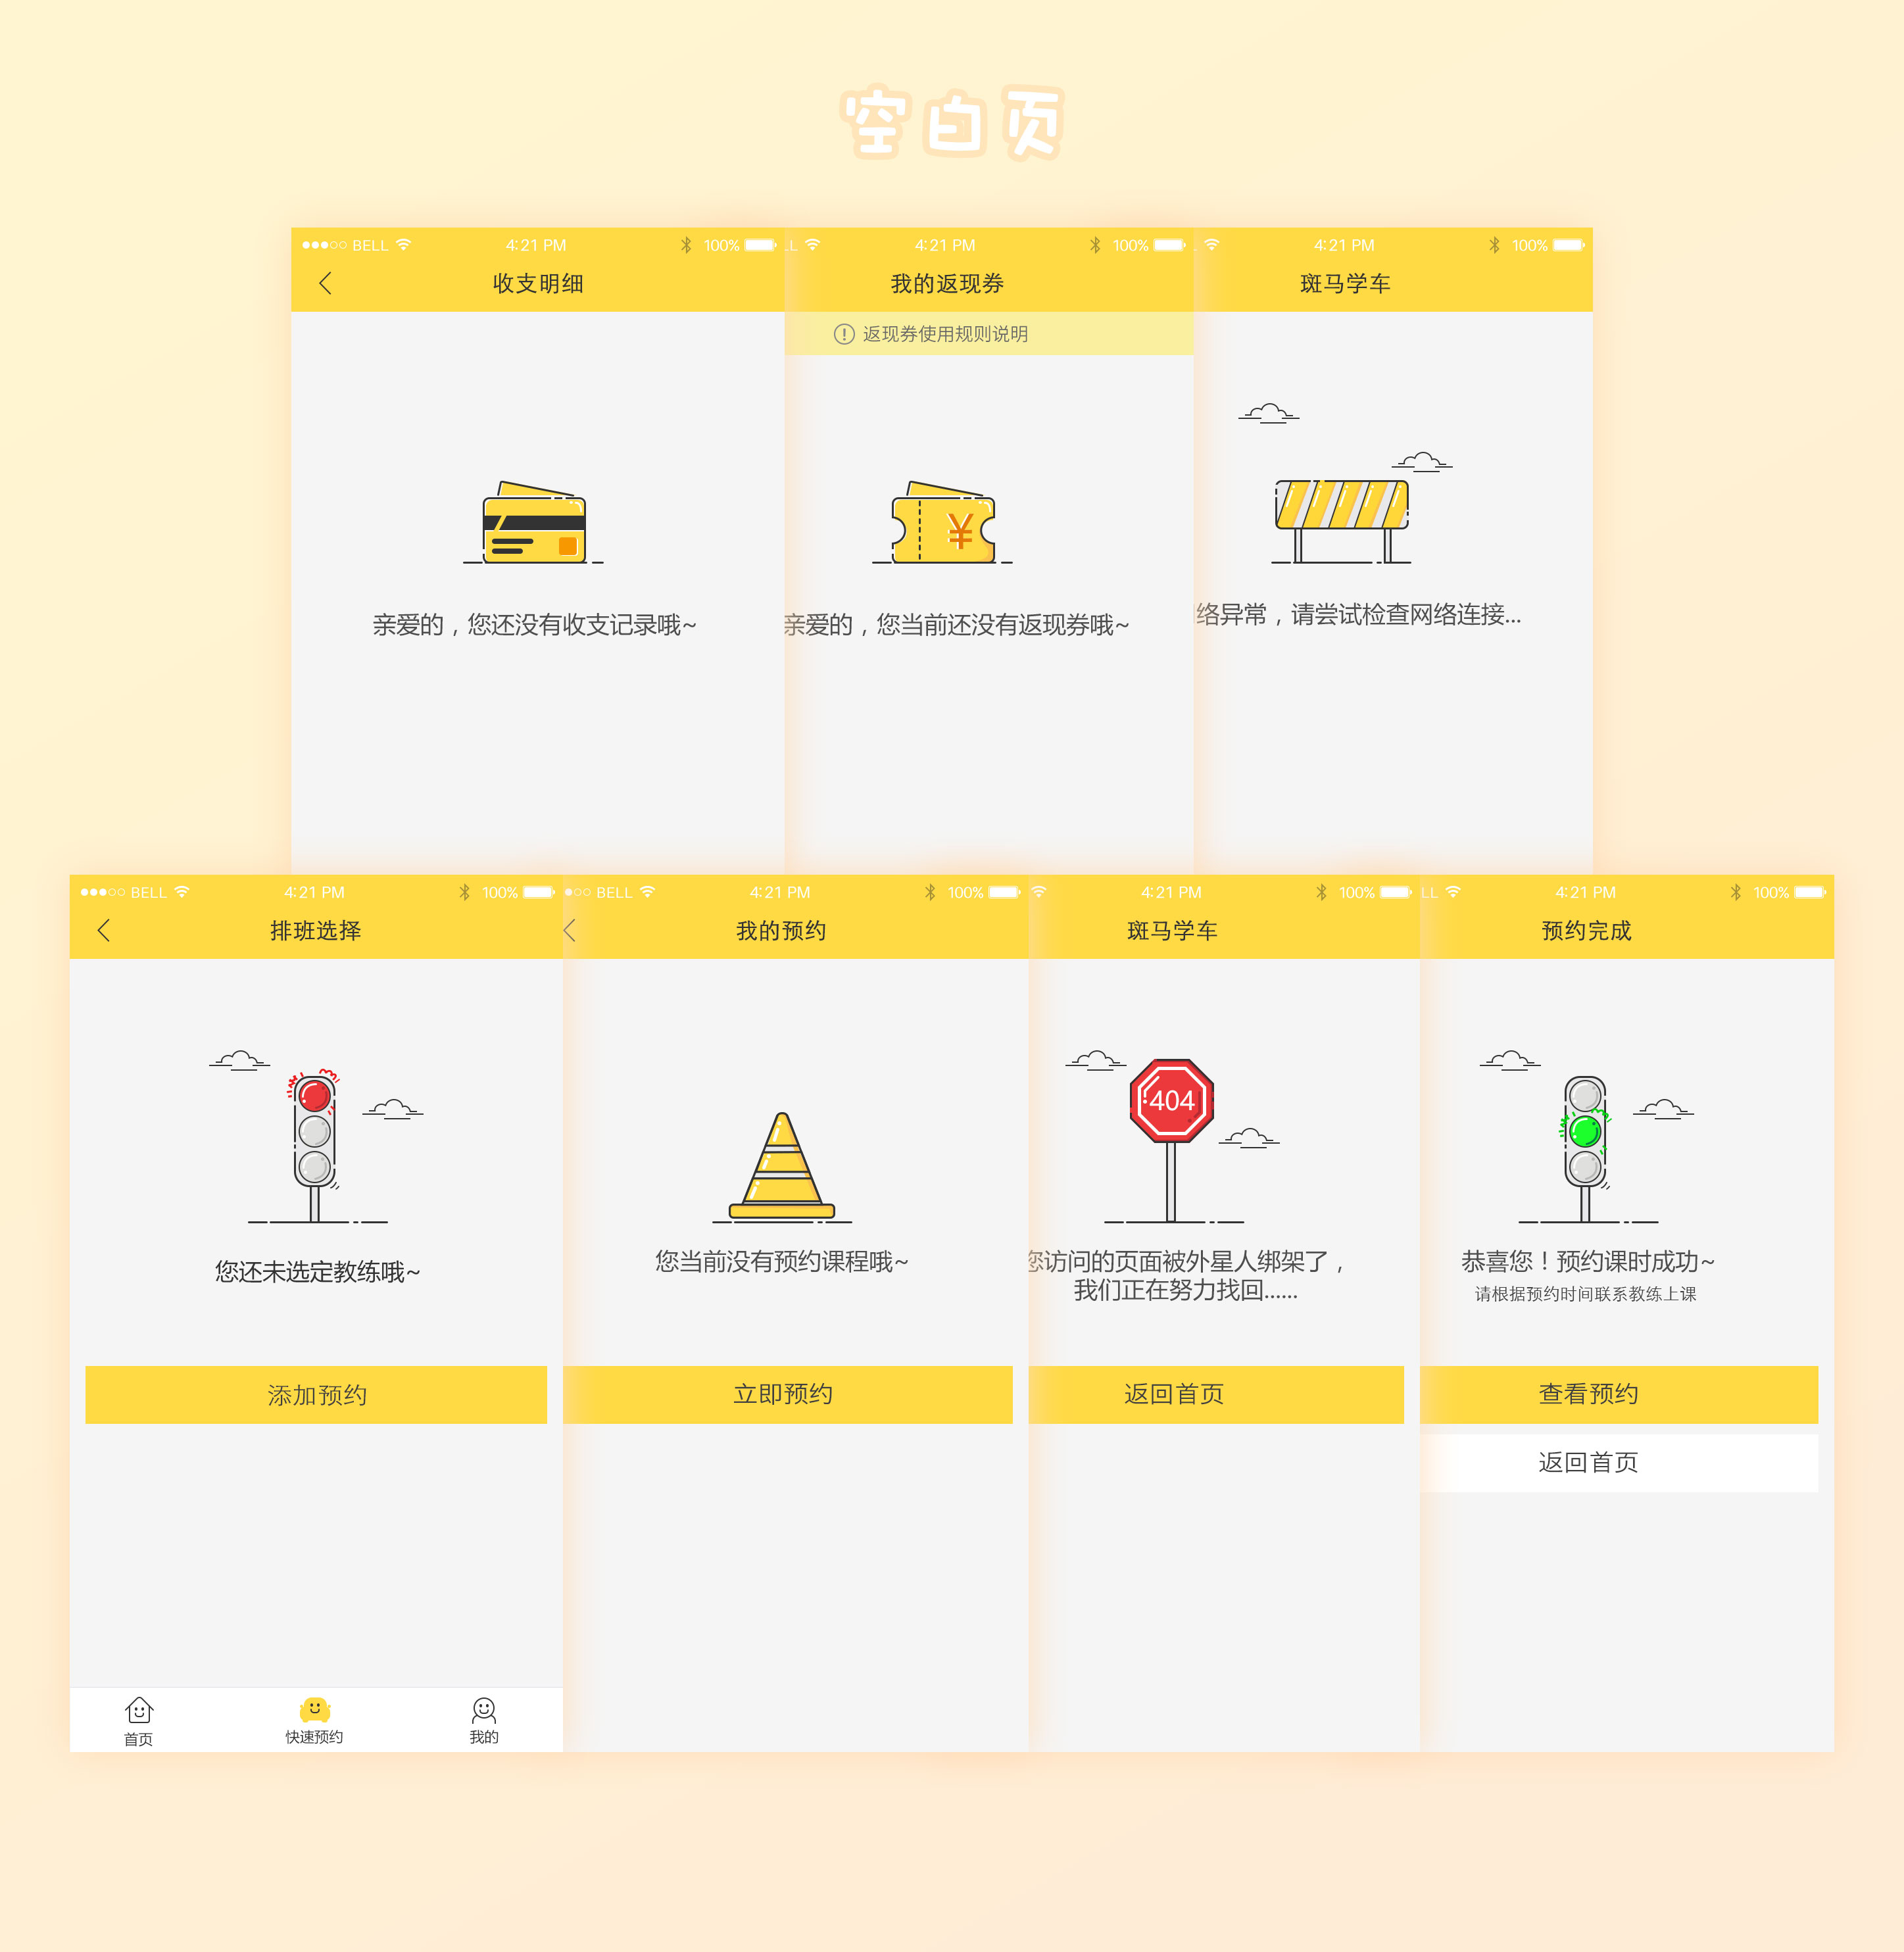 空白页
BELL 4:21 PM 100%
收支明细
亲爱的，您还没有收支记录哦~
LL 4:21 PM 100%
我的返现券
返现券使用规则说明
¥
亲爱的，您当前还没有返现券哦~
L 4:21 PM 100%
斑马学车
络异常，请尝试检查网络连接...
BELL 4:21 PM 100%
排班选择
您还未选定教练哦~
添加预约
首页
快速预约
我的
BELL 4:21 PM 100%
我的预约
您当前没有预约课程哦~
立即预约
4:21 PM 100%
斑马学车
404
您访问的页面被外星人绑架了，
我们正在努力找回......
返回首页
LL 4:21 PM 100%
预约完成
恭喜您！预约课时成功~
请根据预约时间联系教练上课
查看预约
返回首页